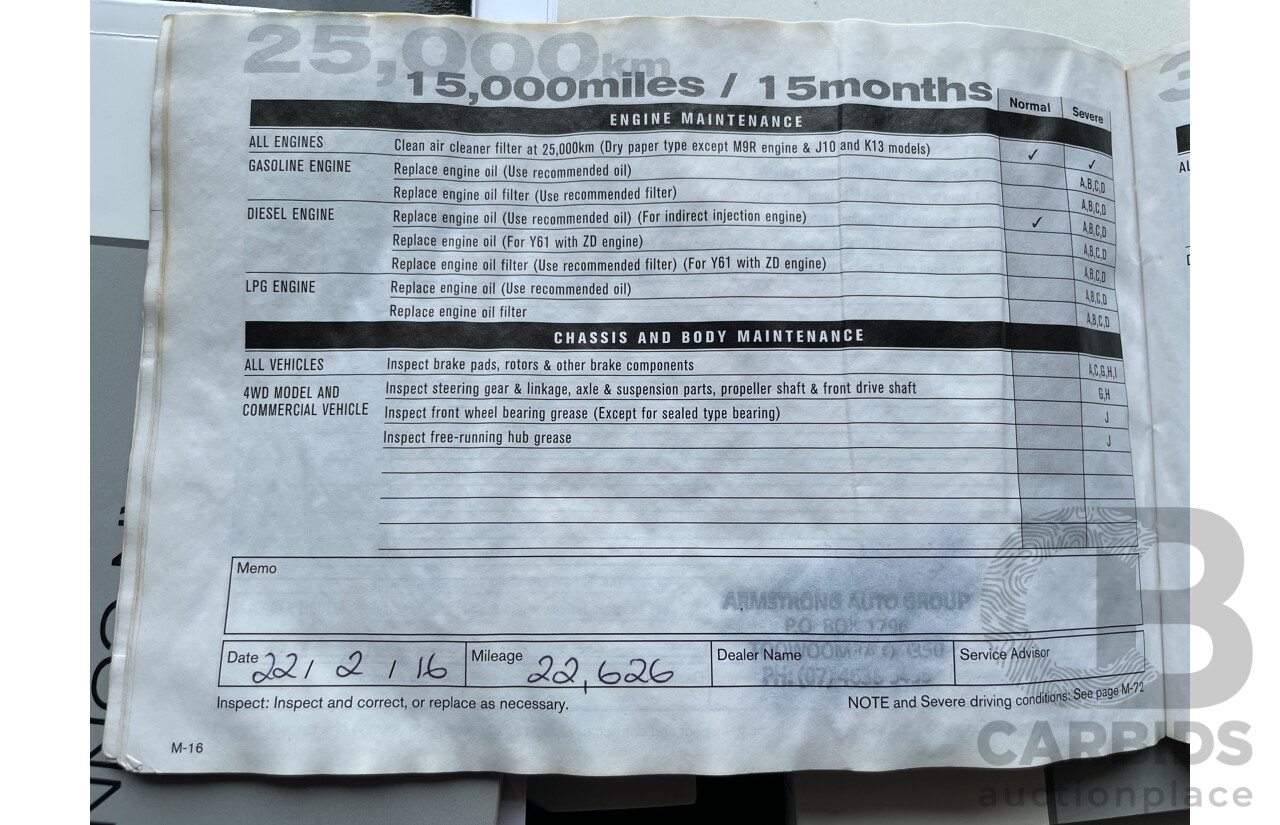 25,000km
15,000miles / 15months
Normal Severe
ENGINE MAINTENANCE
ALL ENGINES Clean air cleaner filter at 25,000km (Dry paper type except M9R engine & J10 and K13 models) ✓ ✓
GASOLINE ENGINE Replace engine oil (Use recommended oil) A,B,C,D
Replace engine oil filter (Use recommended filter) A,B,C,D
DIESEL ENGINE Replace engine oil (Use recommended oil) (For indirect injection engine) ✓ A,B,C,D
Replace engine oil (For Y61 with ZD engine) A,B,C,D
Replace engine oil filter (Use recommended filter) (For Y61 with ZD engine) A,B,C,D
LPG ENGINE Replace engine oil (Use recommended oil) A,B,C,D
Replace engine oil filter A,B,C,D
CHASSIS AND BODY MAINTENANCE
ALL VEHICLES Inspect brake pads, rotors & other brake components A,C,G,H,I
4WD MODEL AND Inspect steering gear & linkage, axle & suspension parts, propeller shaft & front drive shaft G,H
COMMERCIAL VEHICLE Inspect front wheel bearing grease (Except for sealed type bearing) J
Inspect free-running hub grease J
Memo
ARMSTRONG AUTO GROUP
P.O. BOX 1796
Date 22/ 2 / 16 Mileage 22,626 Dealer Name Service Advisor
Inspect: Inspect and correct, or replace as necessary.
NOTE and Severe driving conditions: See page M-72
M-16
CARBIDS
auctionplace